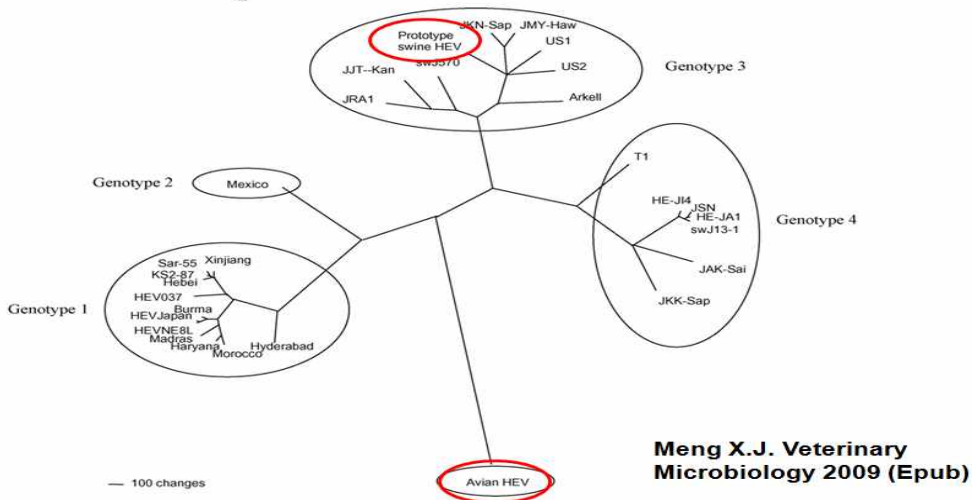 Prototype
swine HEV
JKN-Sap
JMY-Haw
US1
US2
Arkell
swJ570
JJT--Kan
JRA1
Genotype 3
T1
HE-JI4
JSN
HE-JA1
swJ13-1
JAK-Sai
JKK-Sap
Genotype 4
Genotype 2
Mexico
Genotype 1
Sar-55
Xinjiang
KS2-87
Hebei
HEV037
Burma
HEVJapan
HEVNE8L
Madras
Haryana
Morocco
Hyderabad
Avian HEV
100 changes
Meng X.J. Veterinary
Microbiology 2009 (Epub)